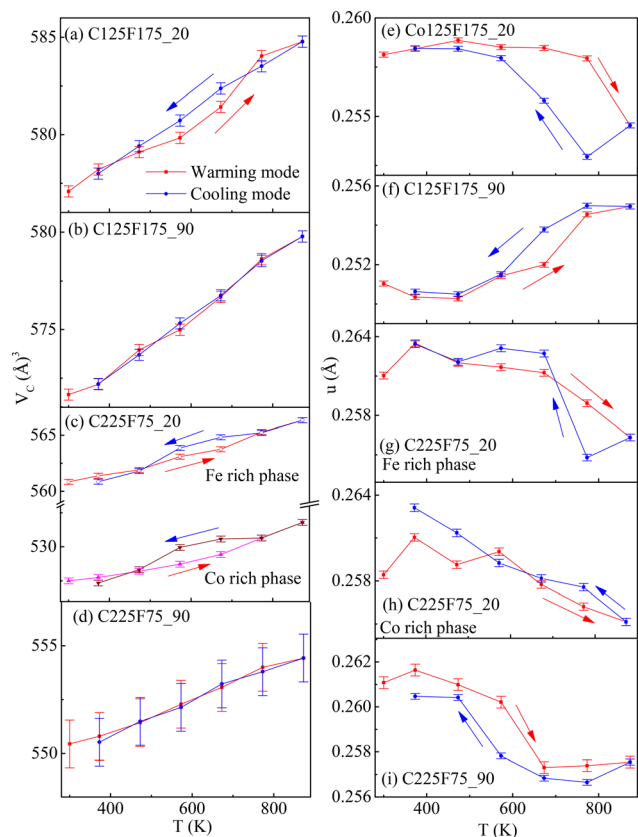 585
580
(a) C125F175_20
Warming mode
Cooling mode
580
575
(b) C125F175_90
V_C (Å)³
(c) C225F75_20
565
560
Fe rich phase
530
Co rich phase
(d) C225F75_90
555
550
400
600
800
T (K)
0.260
0.255
(e) Co125F175_20
0.256
0.252
(f) C125F175_90
u (Å)
0.264
0.258
(g) C225F75_20
Fe rich phase
0.264
0.258
(h) C225F75_20
Co rich phase
0.262
0.260
0.257
0.256
(i) C225F75_90
400
600
800
T (K)